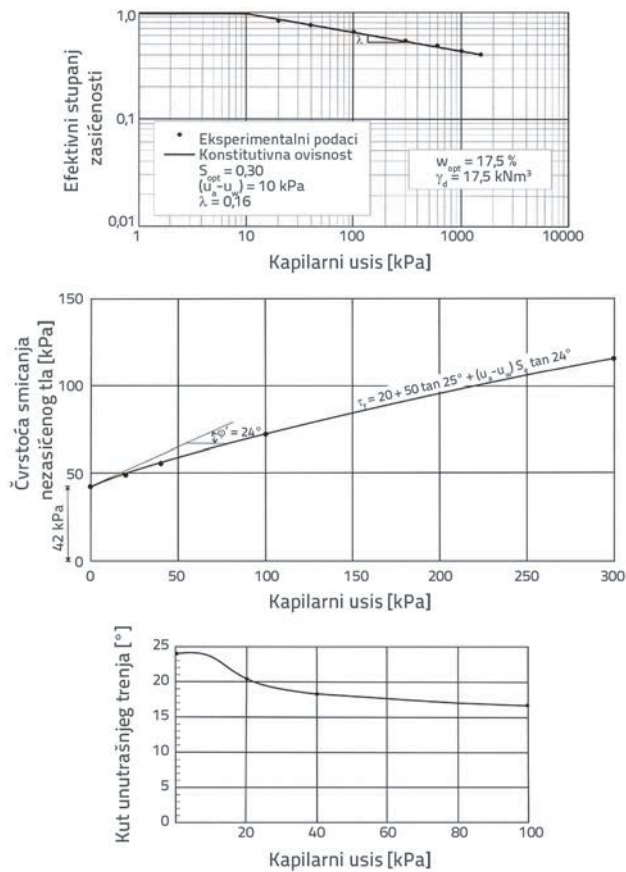 Efektivni stupanj
zasićenosti
1,0
0,1
0,01
λ
• Eksperimentalni podaci
Konstitutivna ovisnost
S_opt = 0,30
(u_a-u_w) = 10 kPa
λ = 0,16
w_opt = 17,5 %
γ_d = 17,5 kNm³
1 10 100 1000 10000
Kapilarni usis [kPa]
Čvrstoća smicanja
nezasićenog tla [kPa]
150
100
50
0
42 kPa
φ' = 24°
τ_f = 20 + 50 tan 25° + (u_a-u_w) S_e tan 24°
0 50 100 150 200 250 300
Kapilarni usis [kPa]
Kut unutrašnjeg trenja [°]
25
20
15
10
5
0
20 40 60 80 100
Kapilarni usis [kPa]